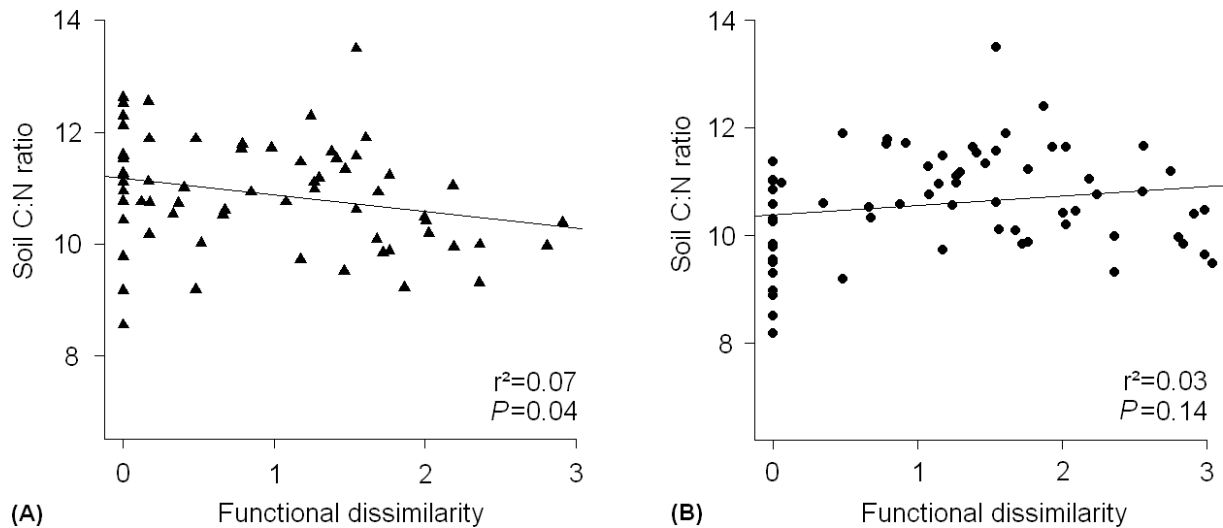 14
12
10
8
Soil C:N ratio
r²=0.07
P=0.04
0 1 2 3
(A) Functional dissimilarity
14
12
10
8
Soil C:N ratio
r²=0.03
P=0.14
0 1 2 3
(B) Functional dissimilarity